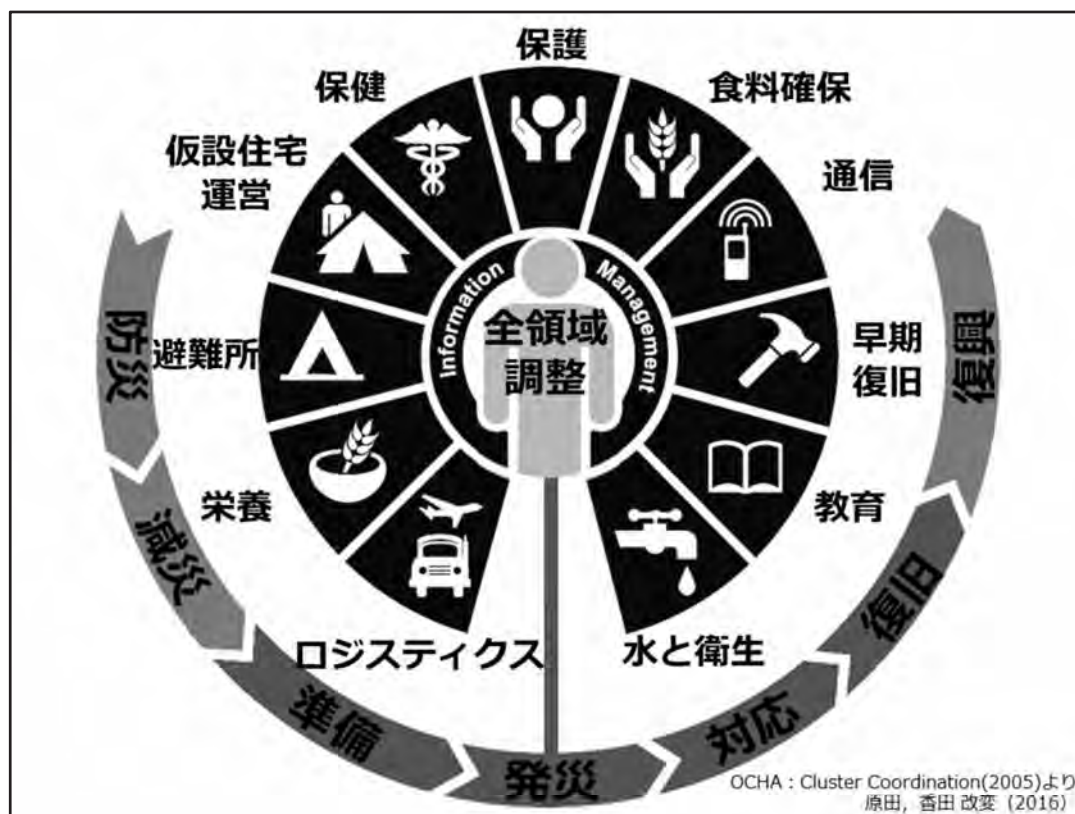 保護
保健
食料確保
仮設住宅
運営
通信
Information
Management
全領域
調整
避難所
早期
復旧
栄養
教育
ロジスティクス
水と衛生
防災
減災
準備
発災
対応
復旧
復興
OCHA：Cluster Coordination(2005)より
原田，香田 改変（2016）